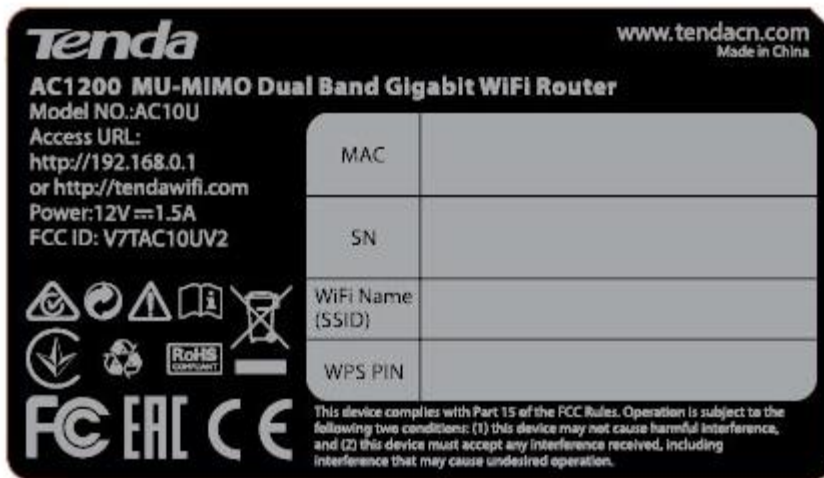 Tenda
www.tendacn.com
Made in China
AC1200 MU-MIMO Dual Band Gigabit WiFi Router
Model NO.:AC10U
Access URL:
http://192.168.0.1
or http://tendawifi.com
Power:12V⎓1.5A
FCC ID: V7TAC10UV2
MAC
SN
WiFi Name
(SSID)
WPS PIN
RoHS
COMPLIANT
FC EAC CE
This device complies with Part 15 of the FCC Rules. Operation is subject to the
following two conditions: (1) this device may not cause harmful interference,
and (2) this device must accept any interference received, including
interference that may cause undesired operation.